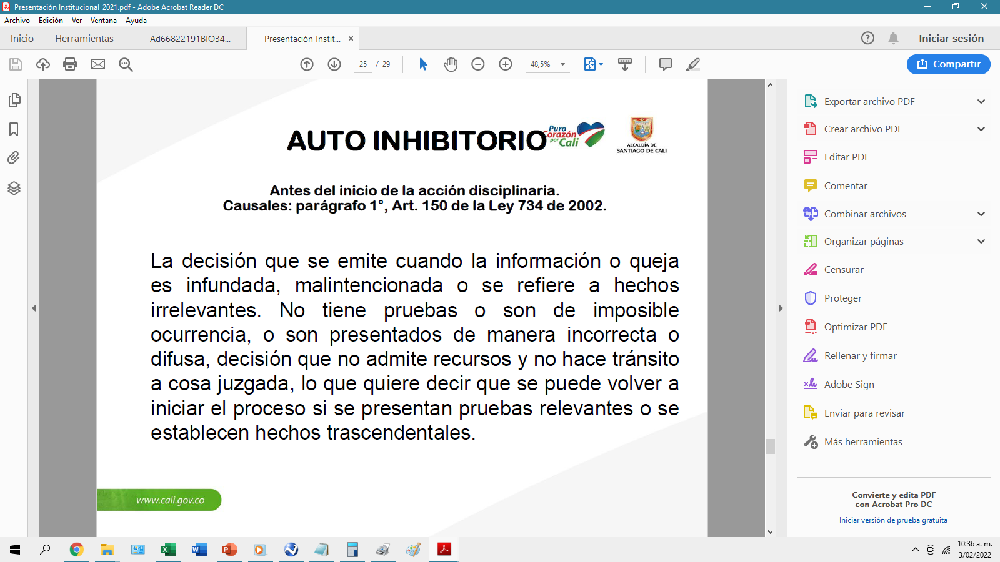 Presentación Institucional_2021.pdf - Adobe Acrobat Reader DC
Archivo Edición Ver Ventana Ayuda
Inicio Herramientas Ad66822191BIO34... Presentación Instit... × Iniciar sesión
25 / 29 48,5% Compartir
AUTO INHIBITORIO
Puro
Corazón
por
Cali
ALCALDÍA DE
SANTIAGO DE CALI
Antes del inicio de la acción disciplinaria.
Causales: parágrafo 1°, Art. 150 de la Ley 734 de 2002.
La decisión que se emite cuando la información o queja
es infundada, malintencionada o se refiere a hechos
irrelevantes. No tiene pruebas o son de imposible
ocurrencia, o son presentados de manera incorrecta o
difusa, decisión que no admite recursos y no hace tránsito
a cosa juzgada, lo que quiere decir que se puede volver a
iniciar el proceso si se presentan pruebas relevantes o se
establecen hechos trascendentales.
www.cali.gov.co
Exportar archivo PDF
Crear archivo PDF
Editar PDF
Comentar
Combinar archivos
Organizar páginas
Censurar
Proteger
Optimizar PDF
Rellenar y firmar
Adobe Sign
Enviar para revisar
Más herramientas
Convierte y edita PDF
con Acrobat Pro DC
Iniciar versión de prueba gratuita
10:36 a. m.
3/02/2022